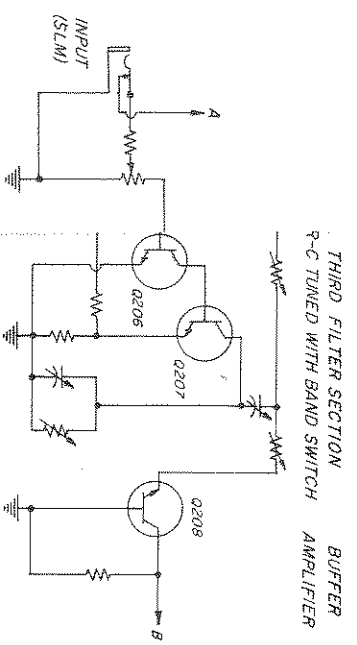 THIRD FILTER SECTION
R-C TUNED WITH BAND SWITCH
BUFFER
AMPLIFIER
INPUT
(SLM)
A
Q206
Q207
Q208
B